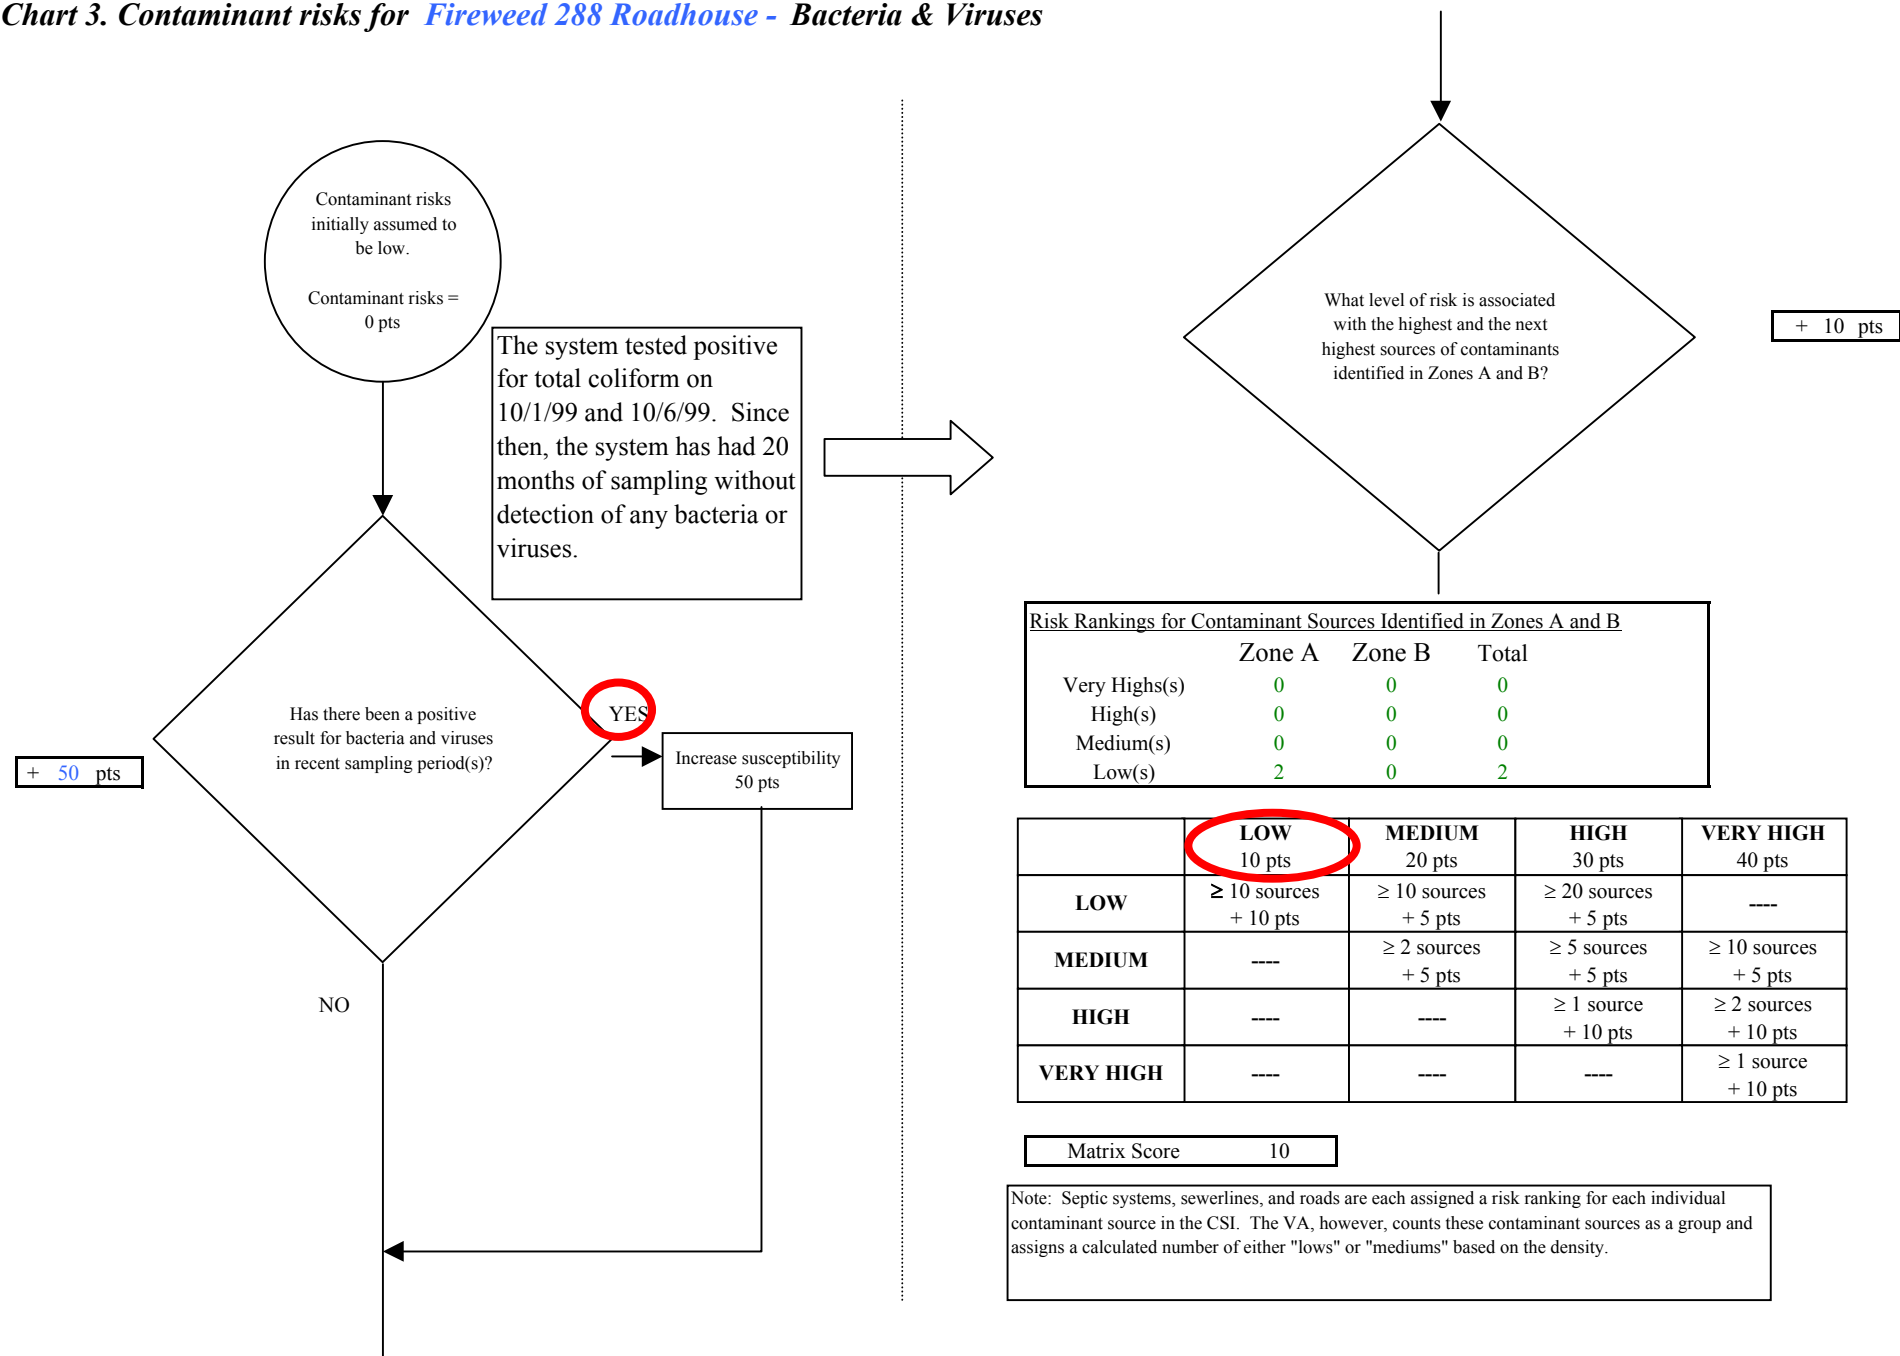 Chart 3. Contaminant risks for Fireweed 288 Roadhouse - Bacteria & Viruses
Contaminant risks
initially assumed to
be low.
Contaminant risks =
0 pts
The system tested positive
for total coliform on
10/1/99 and 10/6/99. Since
then, the system has had 20
months of sampling without
detection of any bacteria or
viruses.
Has there been a positive
result for bacteria and viruses
in recent sampling period(s)?
YES
+ 50 pts
Increase susceptibility
50 pts
NO
What level of risk is associated
with the highest and the next
highest sources of contaminants
identified in Zones A and B?
+ 10 pts
Risk Rankings for Contaminant Sources Identified in Zones A and B
Zone A Zone B Total
Very Highs(s) 0 0 0
High(s) 0 0 0
Medium(s) 0 0 0
Low(s) 2 0 2
LOW MEDIUM HIGH VERY HIGH
10 pts 20 pts 30 pts 40 pts
LOW ≥ 10 sources ≥ 10 sources ≥ 20 sources ----
+ 10 pts + 5 pts + 5 pts
MEDIUM ---- ≥ 2 sources ≥ 5 sources ≥ 10 sources
+ 5 pts + 5 pts + 5 pts
HIGH ---- ---- ≥ 1 source ≥ 2 sources
+ 10 pts + 10 pts
VERY HIGH ---- ---- ---- ≥ 1 source
+ 10 pts
Matrix Score 10
Note: Septic systems, sewerlines, and roads are each assigned a risk ranking for each individual
contaminant source in the CSI. The VA, however, counts these contaminant sources as a group and
assigns a calculated number of either "lows" or "mediums" based on the density.